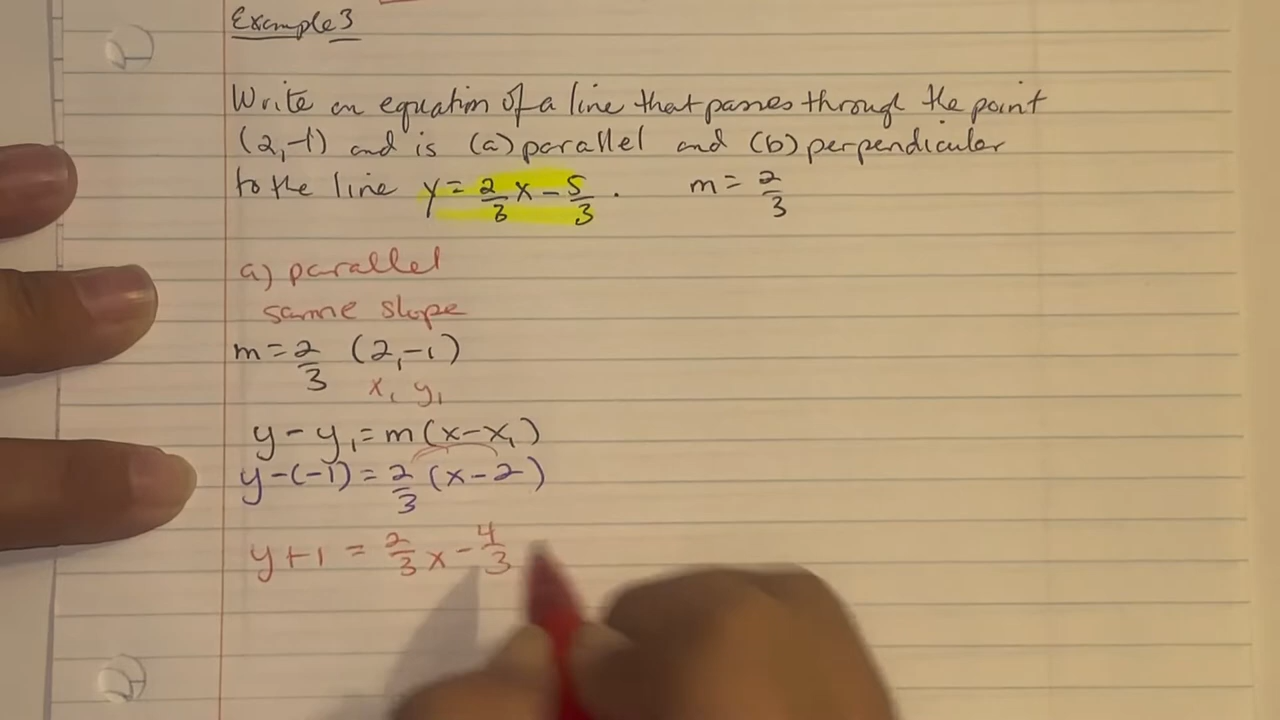 Example 3
Write an equation of a line that passes through the point
(2,-1) and is (a) parallel and (b) perpendicular
to the line y = 2/3 x - 5/3 . m = 2/3
a) parallel
same slope
m = 2/3 (2,-1)
x₁ y₁
y - y₁ = m(x - x₁)
y - (-1) = 2/3 (x - 2)
y + 1 = 2/3 x - 4/3